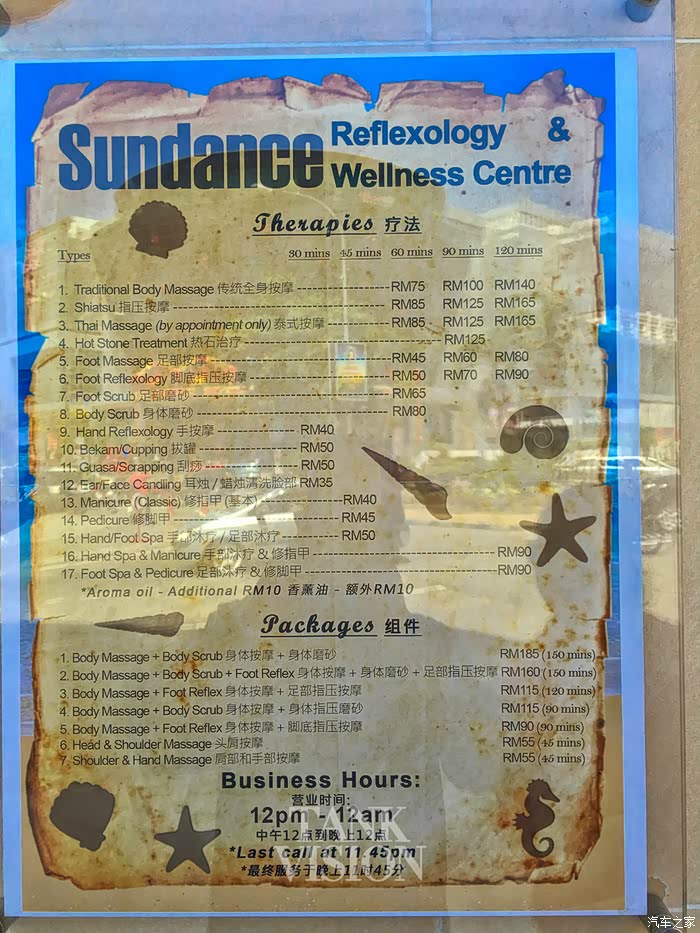 Sundance Reflexology & Wellness Centre
Therapies 疗法
Types 30 mins 45 mins 60 mins 90 mins 120 mins
1. Traditional Body Massage 传统全身按摩 ---------------------RM75 RM100 RM140
2. Shiatsu 指压按摩 ------------------------------------------------RM85 RM125 RM165
3. Thai Massage (by appointment only) 泰式按摩 --------------RM85 RM125 RM165
4. Hot Stone Treatment 热石治疗 -------------------------------------------RM125
5. Foot Massage 足部按摩 ----------------------------------------RM45 RM60 RM80
6. Foot Reflexology 脚底指压按摩 -------------------------------RM50 RM70 RM90
7. Foot Scrub 足部磨砂 -------------------------------------------RM65
8. Body Scrub 身体磨砂 ------------------------------------------RM80
9. Hand Reflexology 手按摩 ------------------ RM40
10. Bekam/Cupping 拔罐 ----------------------RM50
11. Guasa/Scrapping 刮痧 --------------------RM50
12. Ear/Face Candling 耳烛 / 蜡烛清洗脸部 RM35
13. Manicure (Classic) 修指甲 (基本) ------------------RM40
14. Pedicure 修脚甲 -------------------------------------RM45
15. Hand/Foot Spa 手部沐疗 / 足部沐疗 -------------RM50
16. Hand Spa & Manicure 手部沐疗 & 修指甲 ----------------------------------------RM90
17. Foot Spa & Pedicure 足部沐疗 & 修脚甲 ------------------------------------------RM90
*Aroma oil - Additional RM10 香薰油 - 额外RM10
Packages 组件
1. Body Massage + Body Scrub 身体按摩 + 身体磨砂 RM185 (150 mins)
2. Body Massage + Body Scrub + Foot Reflex 身体按摩 + 身体磨砂 + 足部指压按摩 RM160 (150 mins)
3. Body Massage + Foot Reflex 身体按摩 + 足部指压按摩 RM115 (120 mins)
4. Body Massage + Body Scrub 身体按摩 + 身体指压磨砂 RM115 (90 mins)
5. Body Massage + Foot Reflex 身体按摩 + 脚底指压按摩 RM90 (90 mins)
6. Head & Shoulder Massage 头肩按摩 RM55 (45 mins)
7. Shoulder & Hand Massage 肩部和手部按摩 RM55 (45 mins)
Business Hours:
营业时间:
12pm - 12am
中午12点到晚上12点
*Last call at 11.45pm
*最终服务于晚上11时45分
TANK
VISION
汽车之家